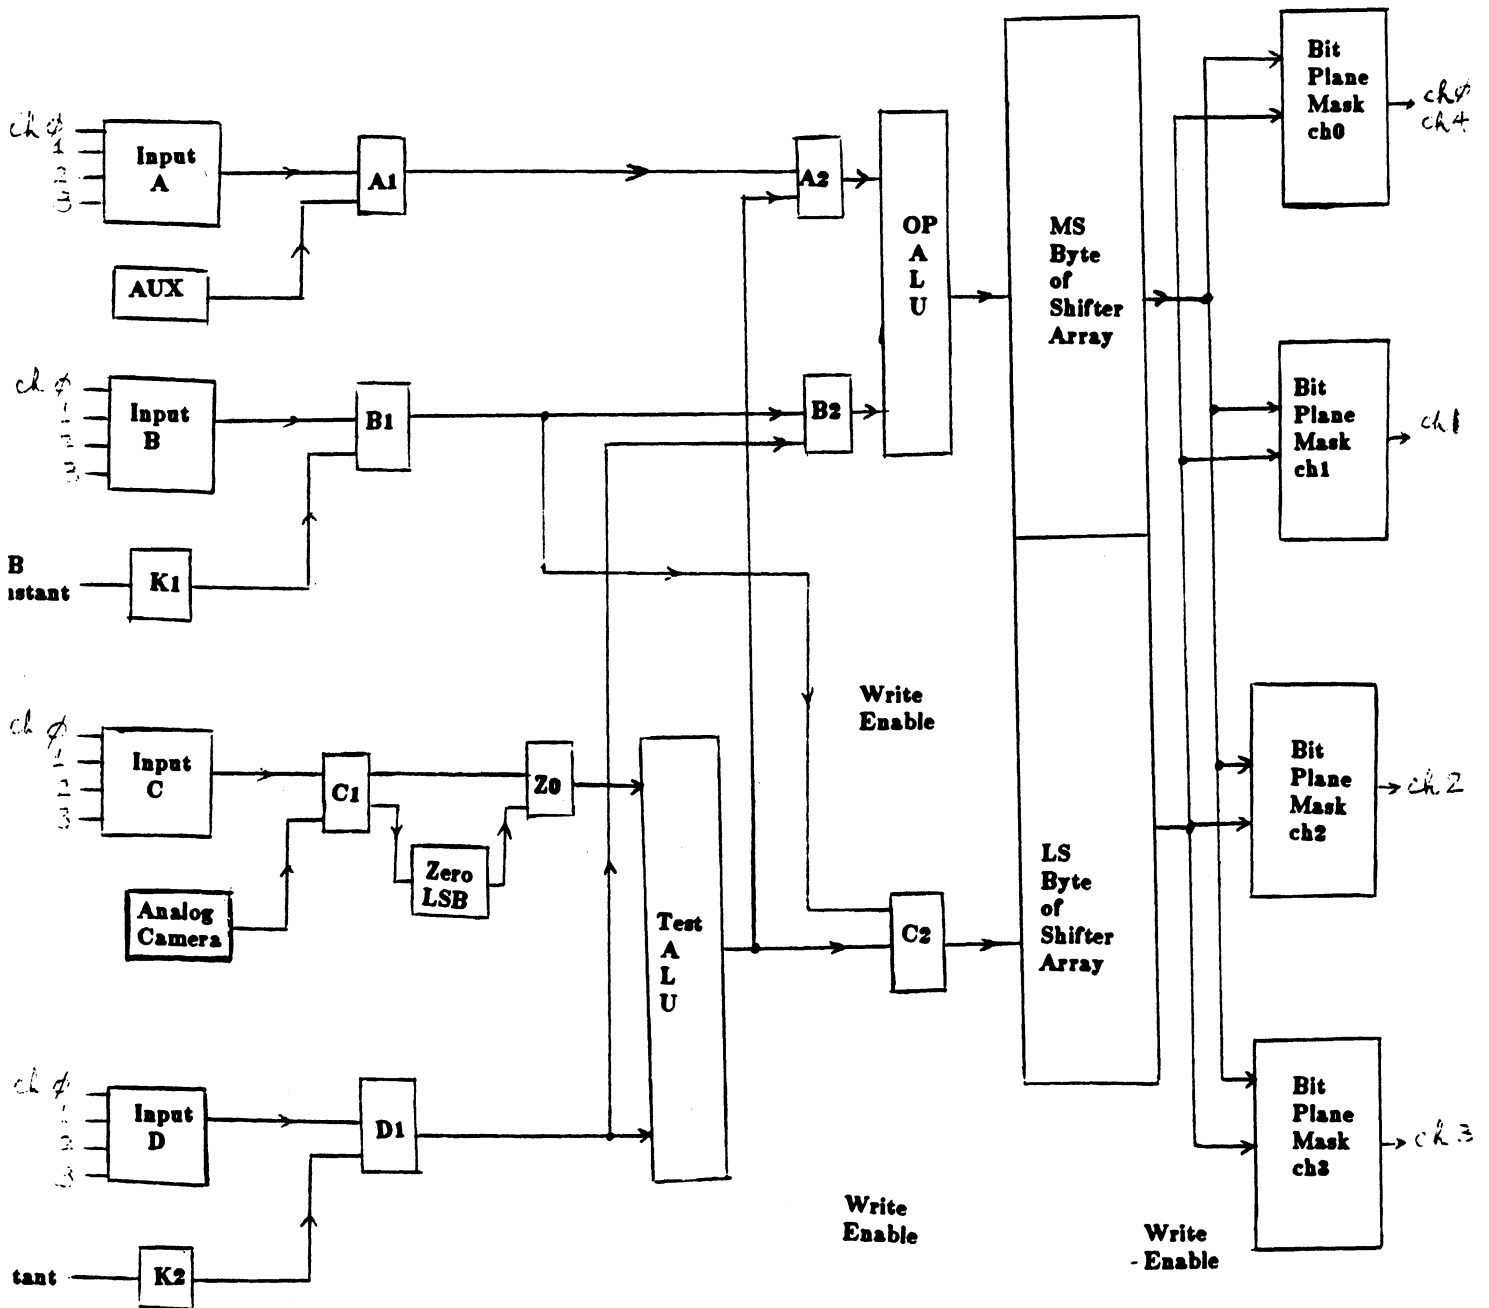 ch ∅
1
2
3
Input
A
A1
AUX
ch ∅
1
2
3
Input
B
B1
B
nstant
K1
ch ∅
1
2
3
Input
C
C1
Z0
Zero
LSB
Analog
Camera
ch ∅
1
2
3
Input
D
D1
tant
K2
A2
B2
OP
A
L
U
Test
A
L
U
Write
Enable
C2
Write
Enable
MS
Byte
of
Shifter
Array
LS
Byte
of
Shifter
Array
Bit
Plane
Mask
ch0
ch∅
ch4
Bit
Plane
Mask
ch1
ch1
Bit
Plane
Mask
ch2
ch2
Bit
Plane
Mask
ch3
ch3
Write
- Enable